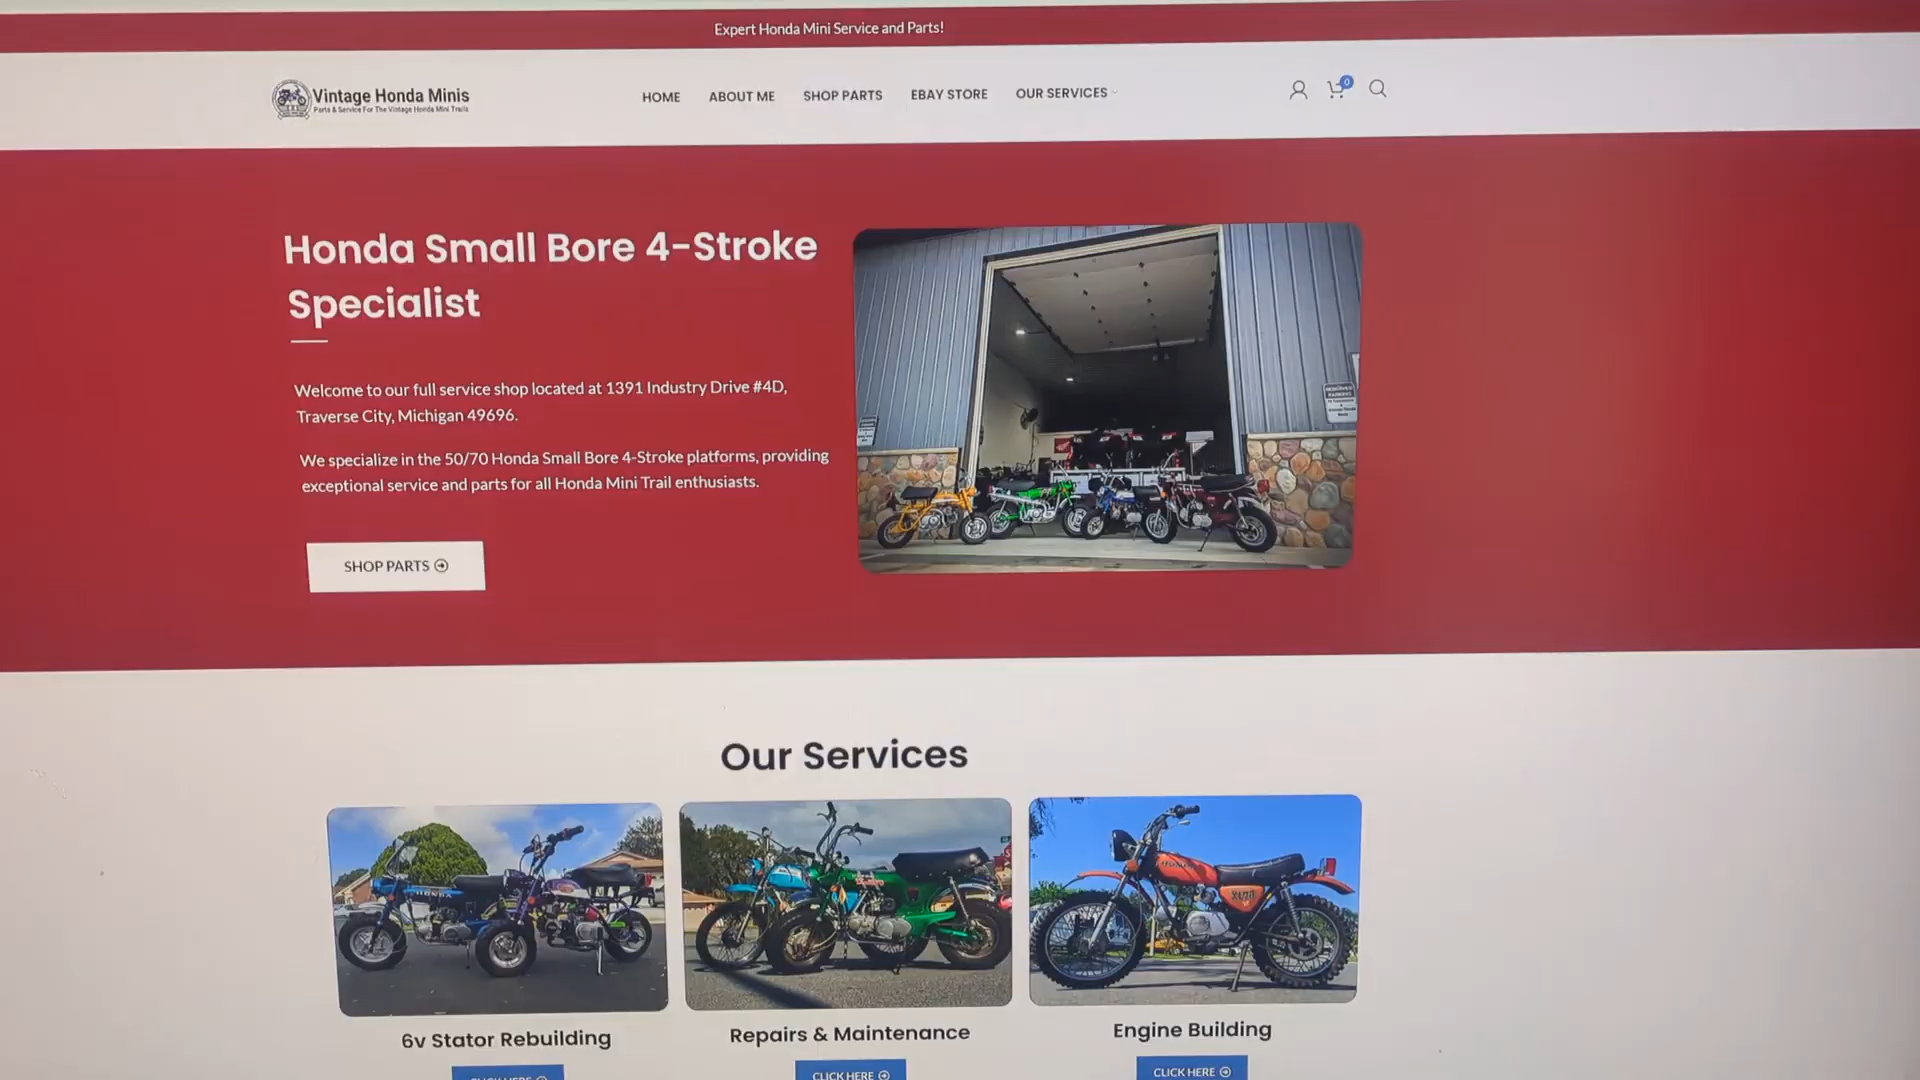 Expert Honda Mini Service and Parts!
Vintage Honda Minis
Parts & Service For The Vintage Honda Mini Trails
HOME
ABOUT ME
SHOP PARTS
EBAY STORE
OUR SERVICES
0
Honda Small Bore 4-Stroke
Specialist
Welcome to our full service shop located at 1391 Industry Drive #4D,
Traverse City, Michigan 49696.
We specialize in the 50/70 Honda Small Bore 4-Stroke platforms, providing
exceptional service and parts for all Honda Mini Trail enthusiasts.
SHOP PARTS
Our Services
HONDA
XL70
6v Stator Rebuilding
Repairs & Maintenance
Engine Building
CLICK HERE
CLICK HERE
CLICK HERE